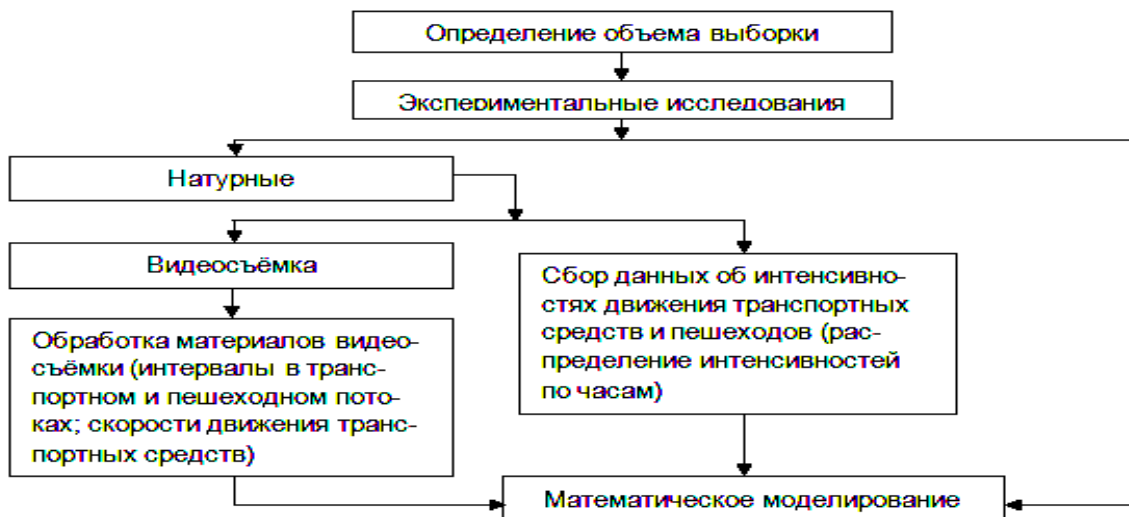 Определение объема выборки
Экспериментальные исследования
Натурные
Видеосъёмка
Сбор данных об интенсивно-
стях движения транспортных
средств и пешеходов (рас-
пределение интенсивностей
по часам)
Обработка материалов видео-
съёмки (интервалы в транс-
портном и пешеходном пото-
ках; скорости движения транс-
портных средств)
Математическое моделирование